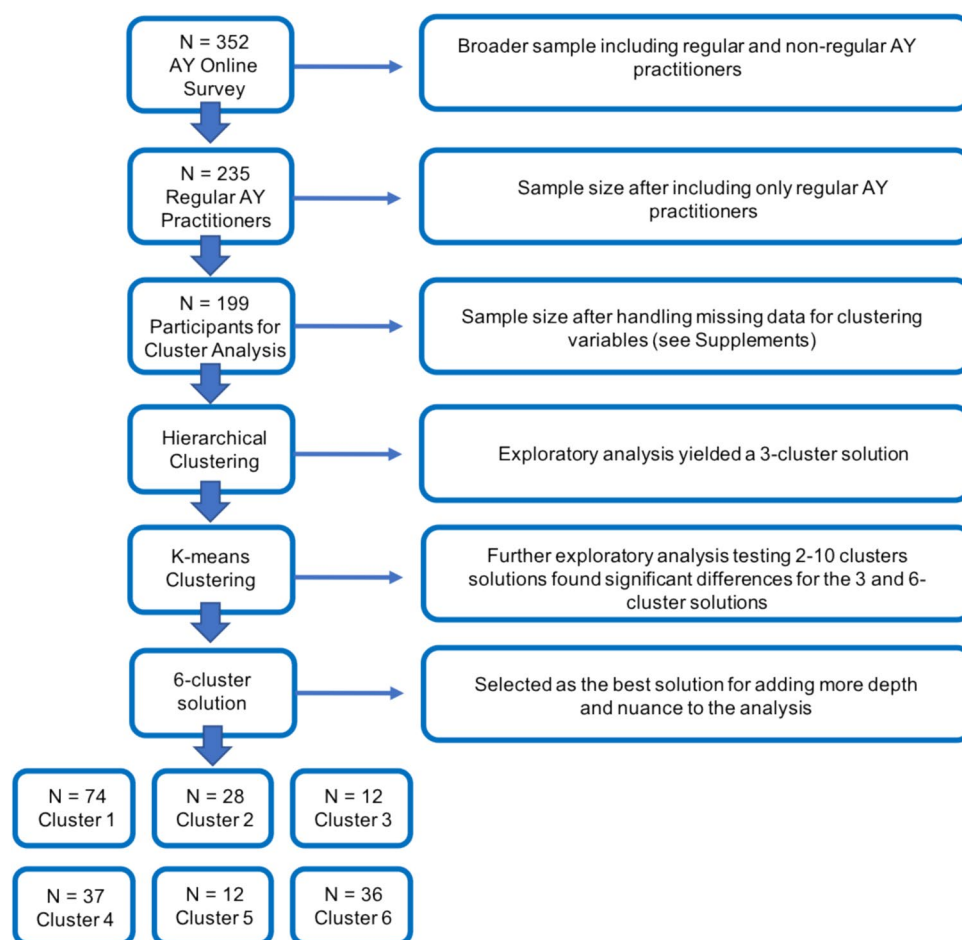 N = 352
AY Online
Survey
Broader sample including regular and non-regular AY
practitioners
N = 235
Regular AY
Practitioners
Sample size after including only regular AY
practitioners
N = 199
Participants for
Cluster Analysis
Sample size after handling missing data for clustering
variables (see Supplements)
Hierarchical
Clustering
Exploratory analysis yielded a 3-cluster solution
K-means
Clustering
Further exploratory analysis testing 2-10 clusters
solutions found significant differences for the 3 and 6-
cluster solutions
6-cluster
solution
Selected as the best solution for adding more depth
and nuance to the analysis
N = 74
Cluster 1
N = 28
Cluster 2
N = 12
Cluster 3
N = 37
Cluster 4
N = 12
Cluster 5
N = 36
Cluster 6